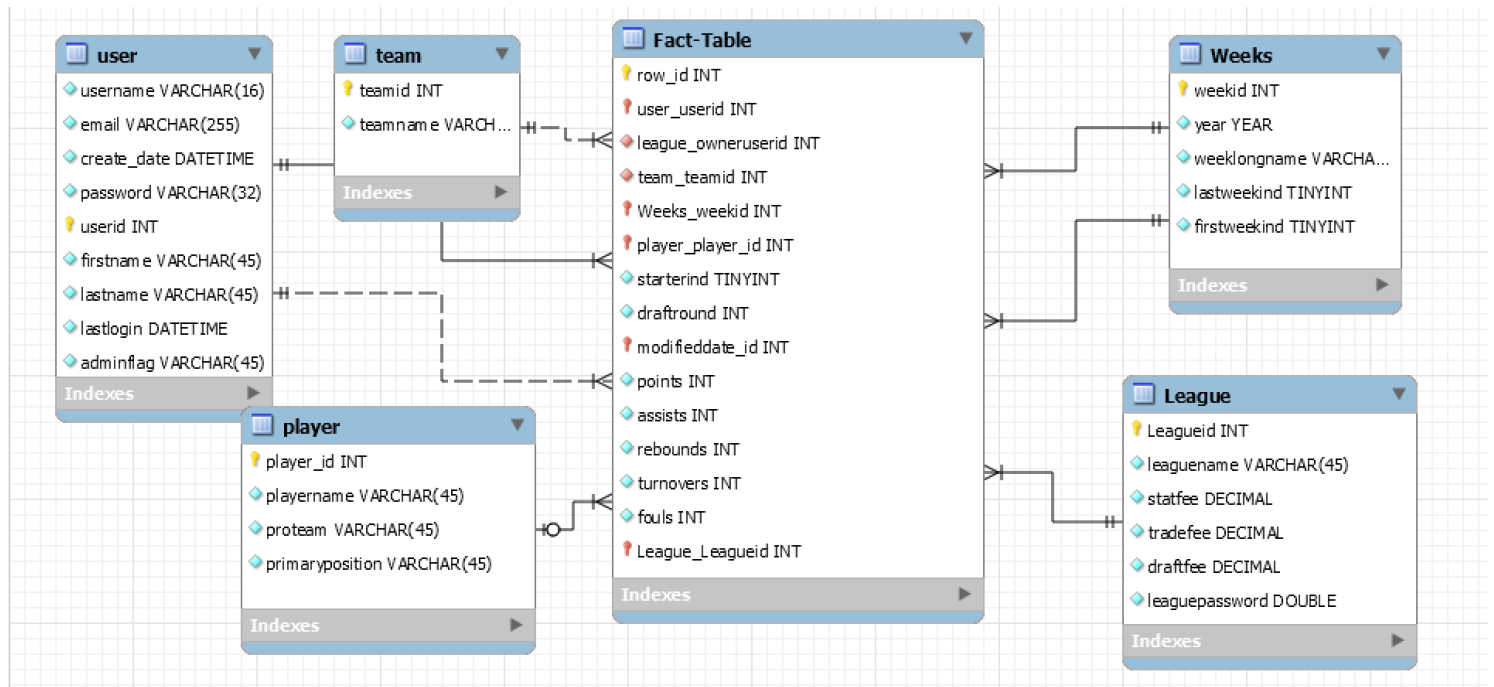 user
username VARCHAR(16)
email VARCHAR(255)
create_date DATETIME
password VARCHAR(32)
userid INT
firstname VARCHAR(45)
lastname VARCHAR(45)
lastlogin DATETIME
adminflag VARCHAR(45)
Indexes
team
teamid INT
teamname VARCH...
Indexes
player
player_id INT
playername VARCHAR(45)
proteam VARCHAR(45)
primaryposition VARCHAR(45)
Indexes
Fact-Table
row_id INT
user_userid INT
league_owneruserid INT
team_teamid INT
Weeks_weekid INT
player_player_id INT
starterind TINYINT
draftround INT
modifieddate_id INT
points INT
assists INT
rebounds INT
turnovers INT
fouls INT
League_Leagueid INT
Indexes
Weeks
weekid INT
year YEAR
weeklongname VARCHA...
lastweekind TINYINT
firstweekind TINYINT
Indexes
League
Leagueid INT
leaguename VARCHAR(45)
statfee DECIMAL
tradefee DECIMAL
draftfee DECIMAL
leaguepassword DOUBLE
Indexes